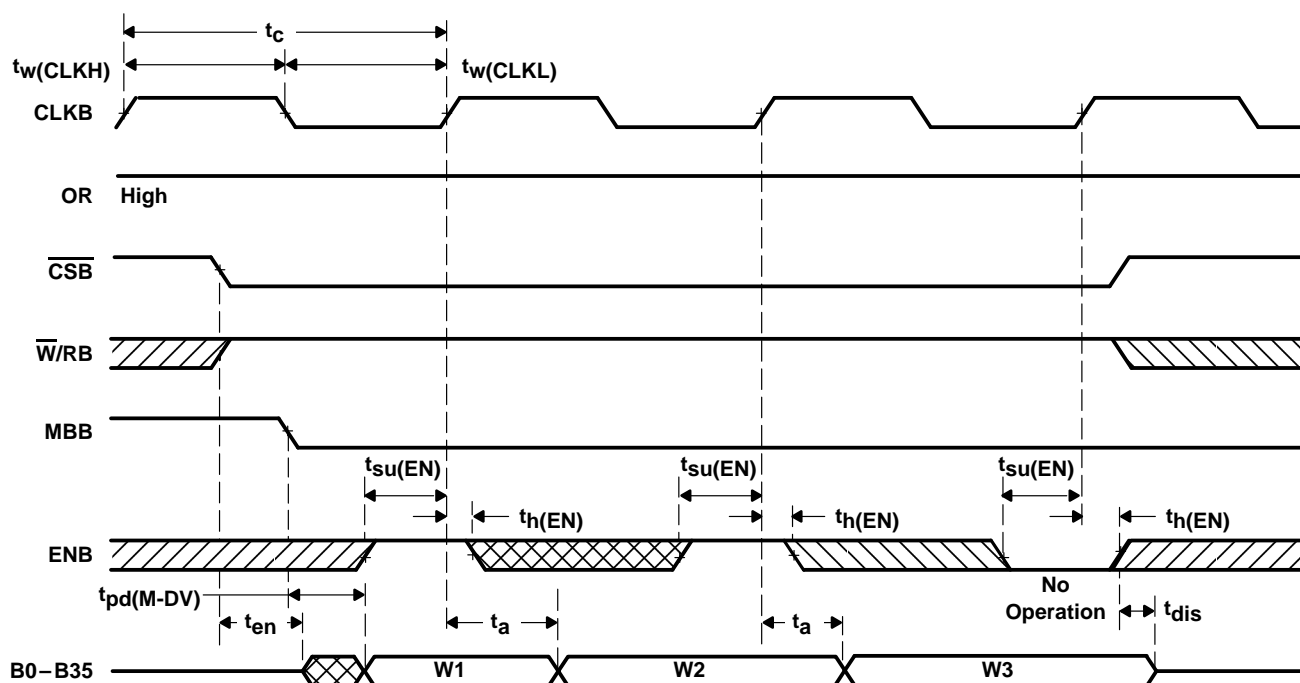 tc
tw(CLKH)
tw(CLKL)
CLKB
OR
High
CSB
W/RB
MBB
tsu(EN)
tsu(EN)
tsu(EN)
th(EN)
th(EN)
th(EN)
ENB
No
Operation
tpd(M-DV)
ten
ta
ta
tdis
B0–B35
W1
W2
W3